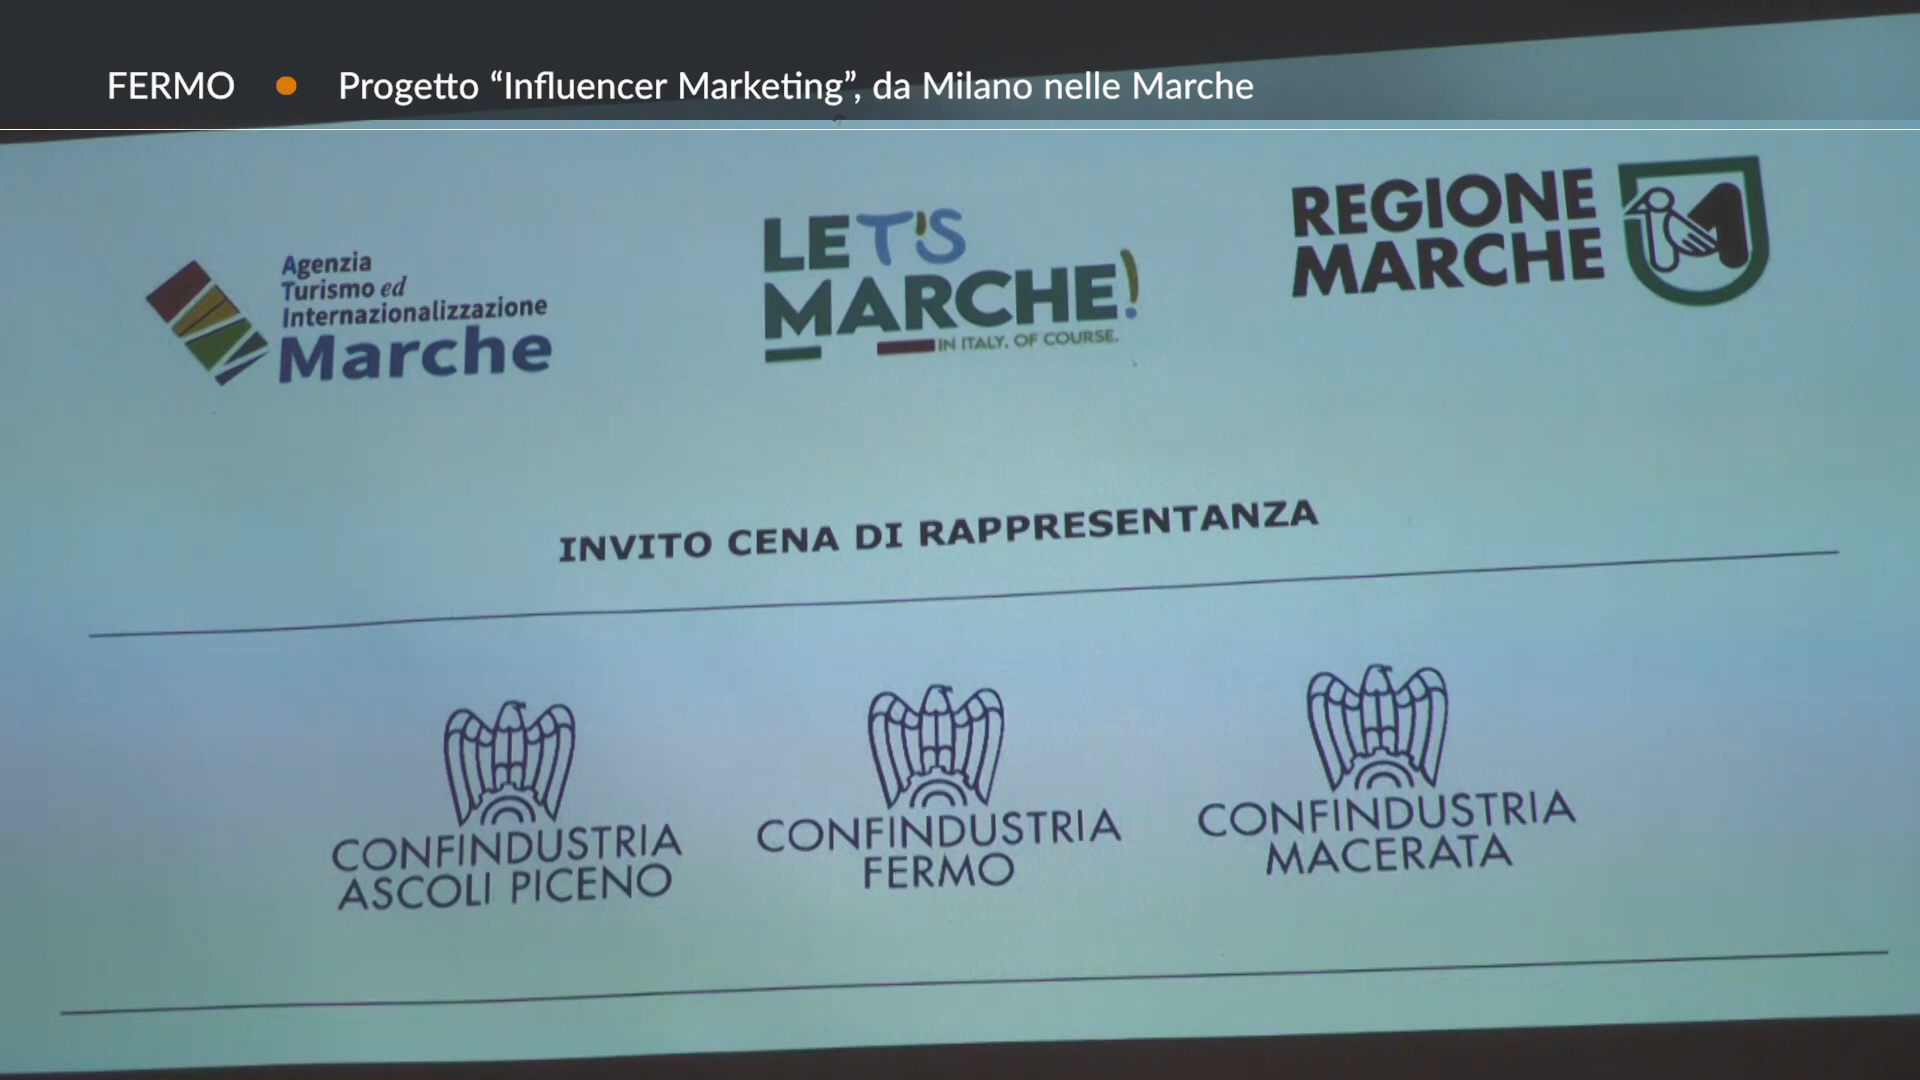 FERMO ● Progetto “Influencer Marketing”, da Milano nelle Marche
Agenzia
Turismo ed
Internazionalizzazione
Marche
LET'S
MARCHE!
IN ITALY, OF COURSE.
REGIONE
MARCHE
INVITO CENA DI RAPPRESENTANZA
CONFINDUSTRIA
ASCOLI PICENO
CONFINDUSTRIA
FERMO
CONFINDUSTRIA
MACERATA